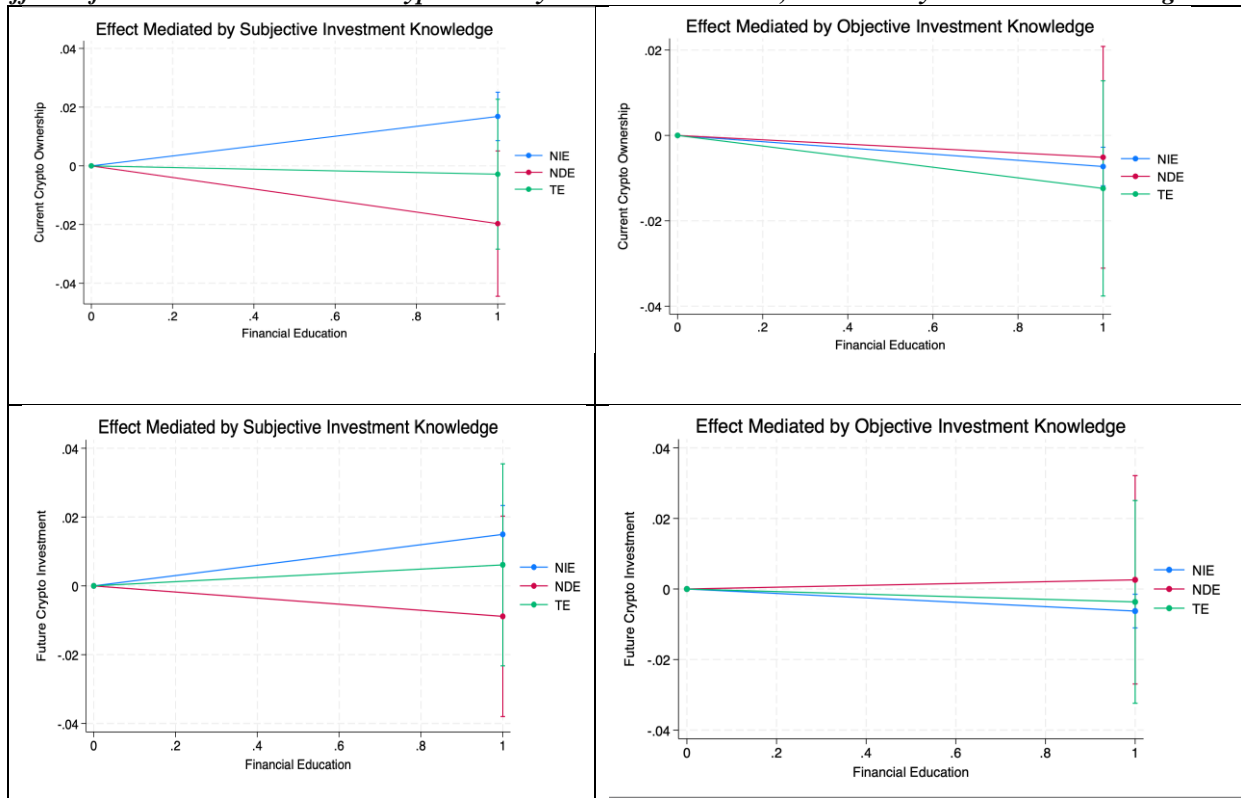 Effect Mediated by Subjective Investment Knowledge
.04
.02
0
-.02
-.04
Current Crypto Ownership
0 .2 .4 .6 .8 1
Financial Education
NIE
NDE
TE
Effect Mediated by Objective Investment Knowledge
.02
0
-.02
-.04
Current Crypto Ownership
0 .2 .4 .6 .8 1
Financial Education
NIE
NDE
TE
Effect Mediated by Subjective Investment Knowledge
.04
.02
0
-.02
-.04
Future Crypto Investment
0 .2 .4 .6 .8 1
Financial Education
NIE
NDE
TE
Effect Mediated by Objective Investment Knowledge
.04
.02
0
-.02
-.04
Future Crypto Investment
0 .2 .4 .6 .8 1
Financial Education
NIE
NDE
TE